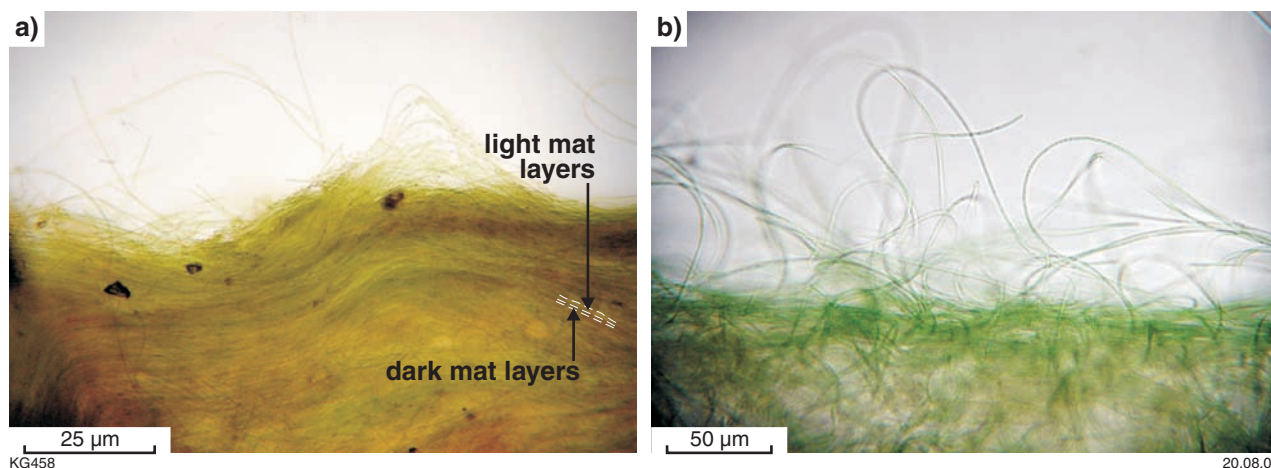 a)
b)
light mat
layers
dark mat layers
25 µm
50 µm
KG458
20.08.0